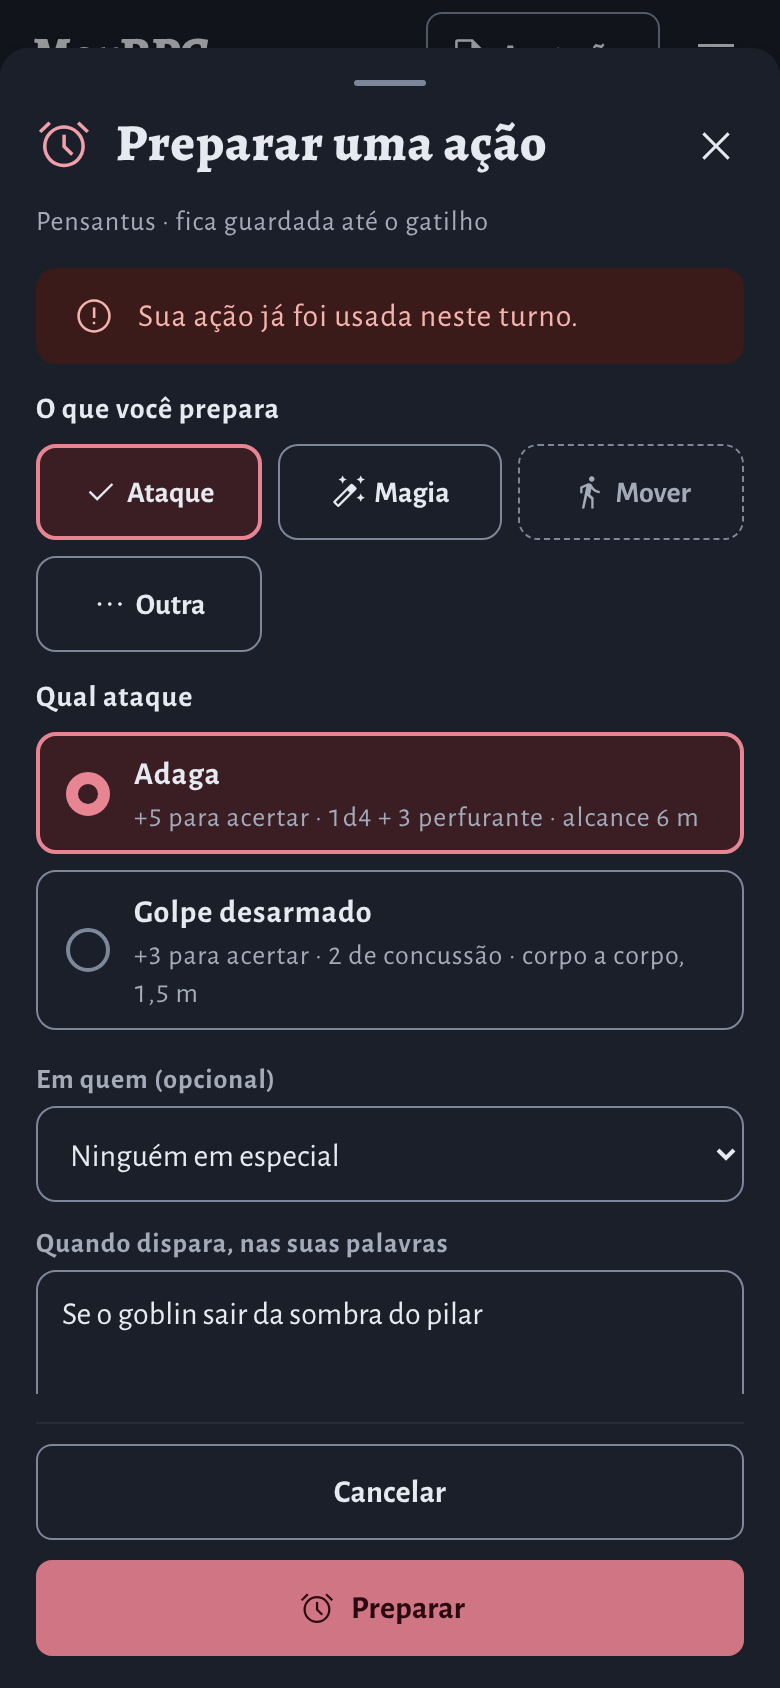 Preparar uma ação
Pensantus · fica guardada até o gatilho
Sua ação já foi usada neste turno.
O que você prepara
Ataque
Magia
Mover
Outra
Qual ataque
Adaga
+5 para acertar · 1d4 + 3 perfurante · alcance 6 m
Golpe desarmado
+3 para acertar · 2 de concussão · corpo a corpo,
1,5 m
Em quem (opcional)
Ninguém em especial
Quando dispara, nas suas palavras
Se o goblin sair da sombra do pilar
Cancelar
Preparar